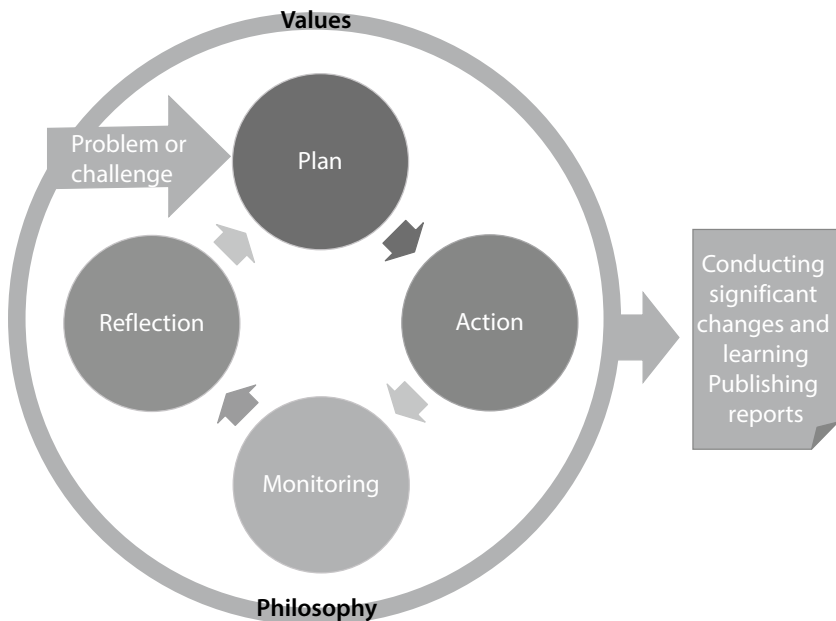 Values
Problem or
challenge
Plan
Reflection
Action
Monitoring
Philosophy
Conducting
significant
changes and
learning
Publishing
reports